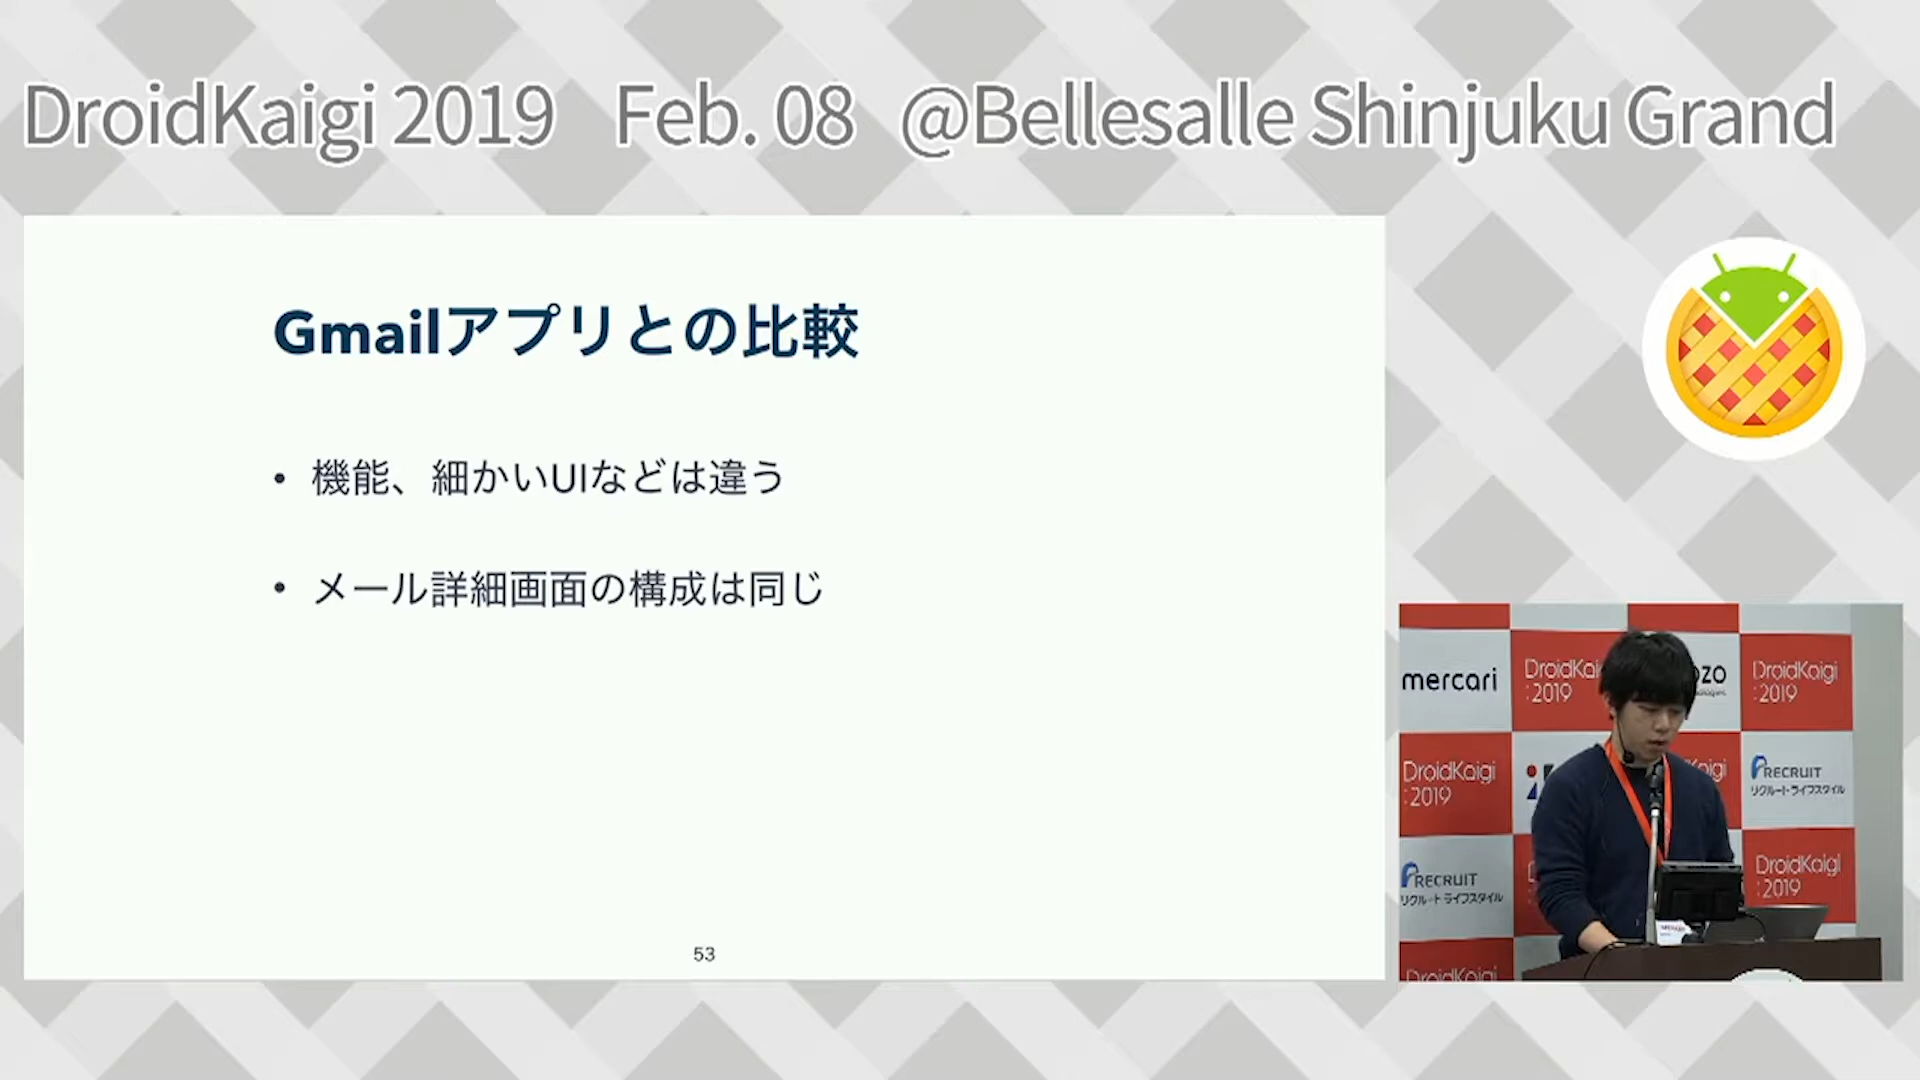 DroidKaigi 2019 Feb. 08 @Bellesalle Shinjuku Grand
Gmailアプリとの比較
• 機能、細かいUIなどは違う
• メール詳細画面の構成は同じ
53
mercari
DroidKai
:2019
ozo
DroidKaigi
:2019
DroidKaigi
:2019
Kaigi
RECRUIT
リクルートライフスタイル
RECRUIT
リクルートライフスタイル
DroidKaigi
:2019
DroidKaigi